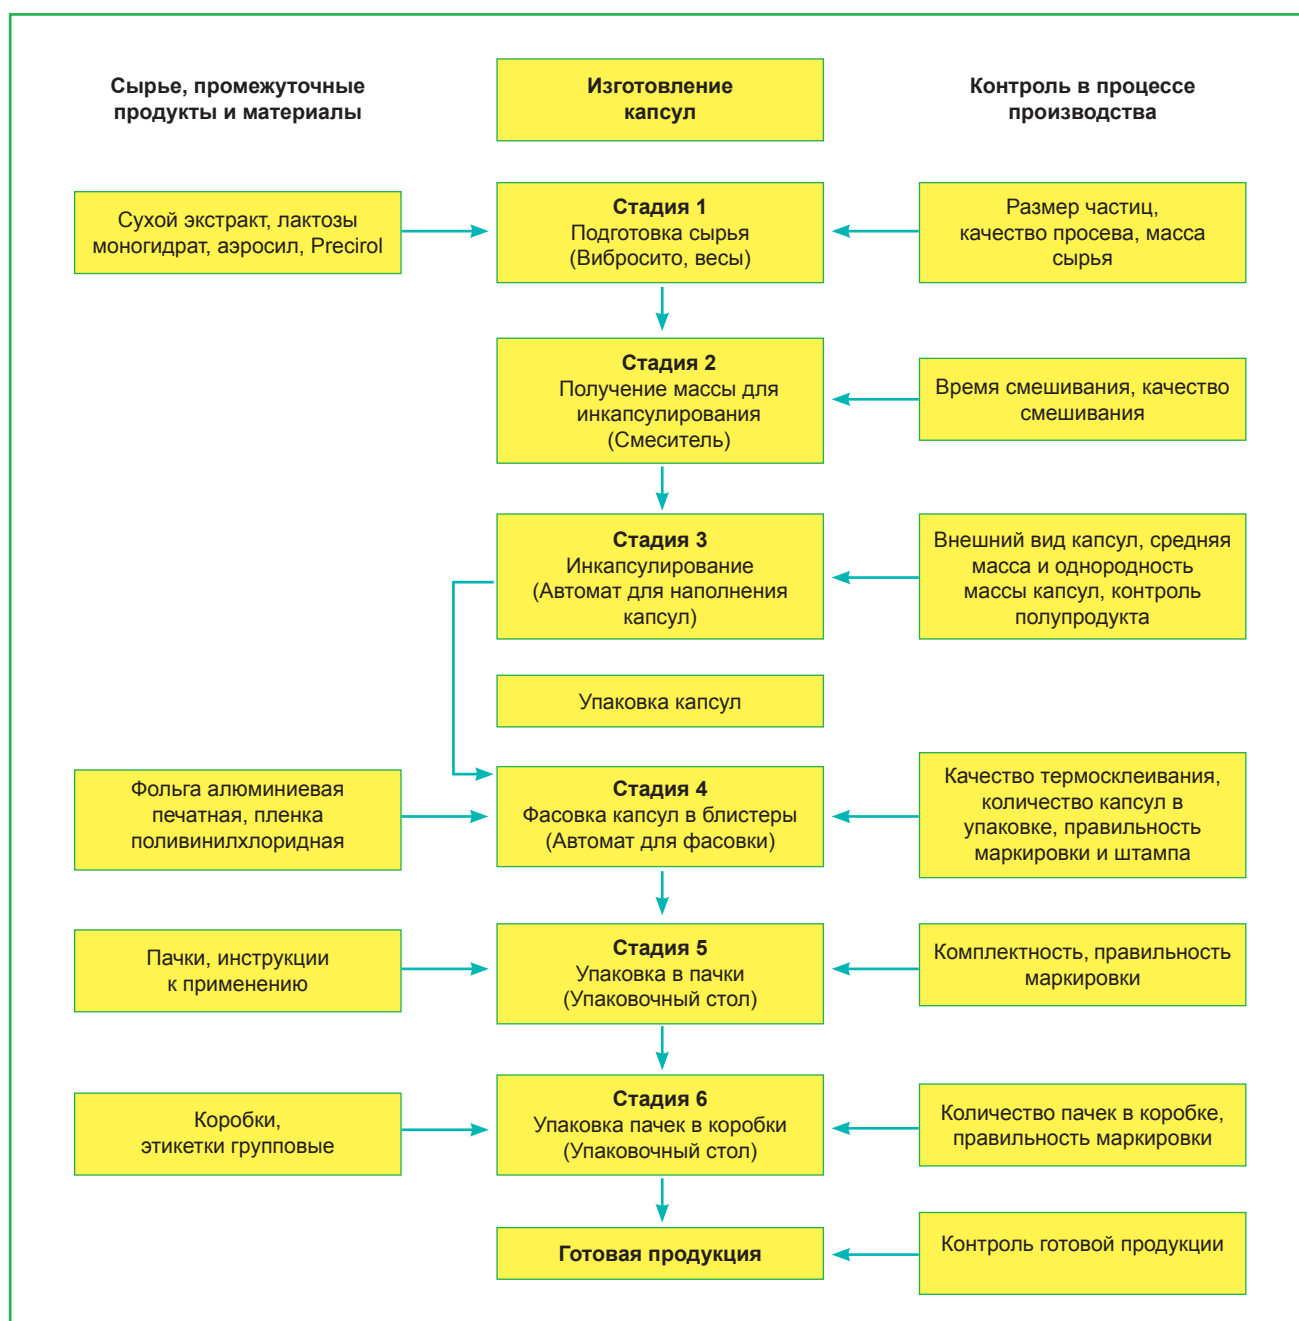 Сырье, промежуточные
продукты и материалы
Изготовление
капсул
Контроль в процессе
производства
Сухой экстракт, лактозы
моногидрат, аэросил, Precirol
Стадия 1
Подготовка сырья
(Вибросито, весы)
Размер частиц,
качество просева, масса
сырья
Стадия 2
Получение массы для
инкапсулирования
(Смеситель)
Время смешивания, качество
смешивания
Стадия 3
Инкапсулирование
(Автомат для наполнения
капсул)
Внешний вид капсул, средняя
масса и однородность
массы капсул, контроль
полупродукта
Упаковка капсул
Фольга алюминиевая
печатная, пленка
поливинилхлоридная
Стадия 4
Фасовка капсул в блистеры
(Автомат для фасовки)
Качество термосклеивания,
количество капсул в
упаковке, правильность
маркировки и штампа
Пачки, инструкции
к применению
Стадия 5
Упаковка в пачки
(Упаковочный стол)
Комплектность, правильность
маркировки
Коробки,
этикетки групповые
Стадия 6
Упаковка пачек в коробки
(Упаковочный стол)
Количество пачек в коробке,
правильность маркировки
Готовая продукция
Контроль готовой продукции